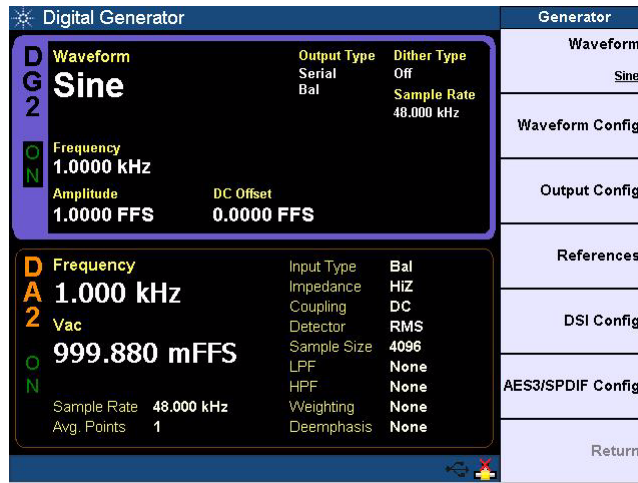 Digital Generator
DG2
ON
Waveform
Sine
Output Type
Serial
Bal
Dither Type
Off
Sample Rate
48.000 kHz
Frequency
1.0000 kHz
Amplitude
1.0000 FFS
DC Offset
0.0000 FFS
DA2
ON
Frequency
1.000 kHz
Vac
999.880 mFFS
Sample Rate 48.000 kHz
Avg. Points 1
Input Type Bal
Impedance HiZ
Coupling DC
Detector RMS
Sample Size 4096
LPF None
HPF None
Weighting None
Deemphasis None
Generator
Waveform
Sine
Waveform Config
Output Config
References
DSI Config
AES3/SPDIF Config
Return